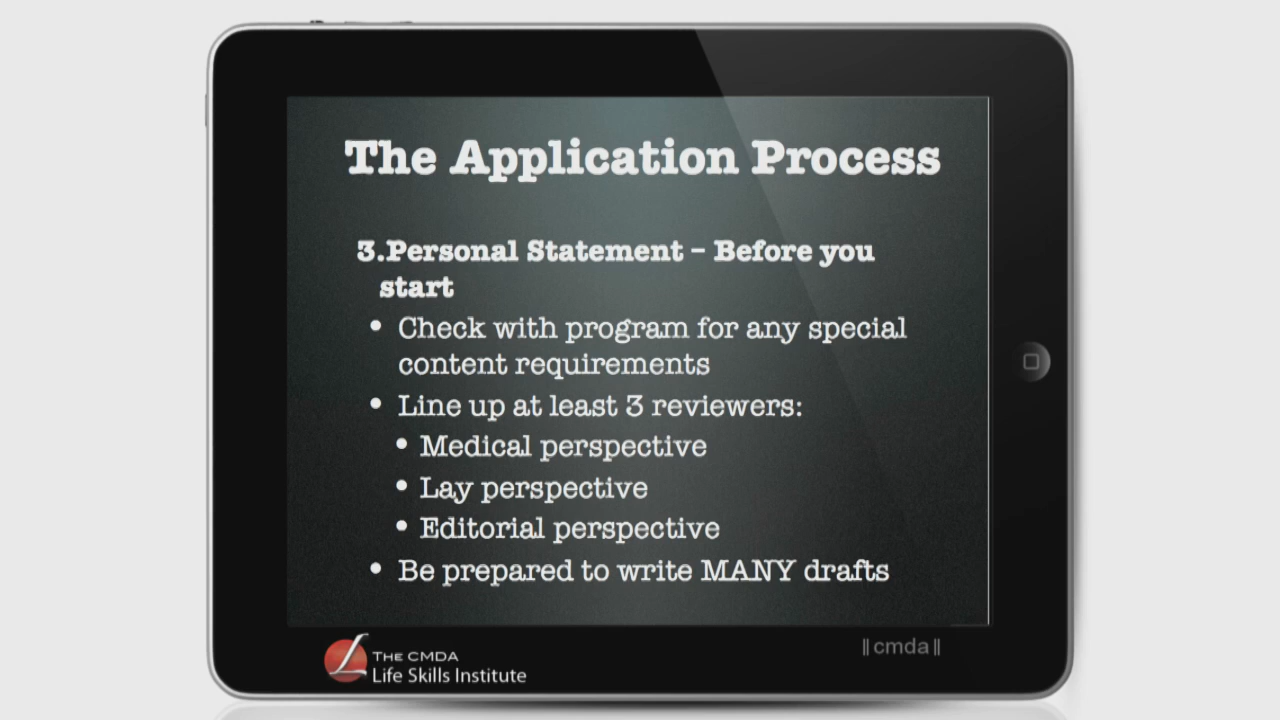 The Application Process
3.Personal Statement – Before you
start
• Check with program for any special
content requirements
• Line up at least 3 reviewers:
• Medical perspective
• Lay perspective
• Editorial perspective
• Be prepared to write MANY drafts
THE CMDA
Life Skills Institute
||cmda||